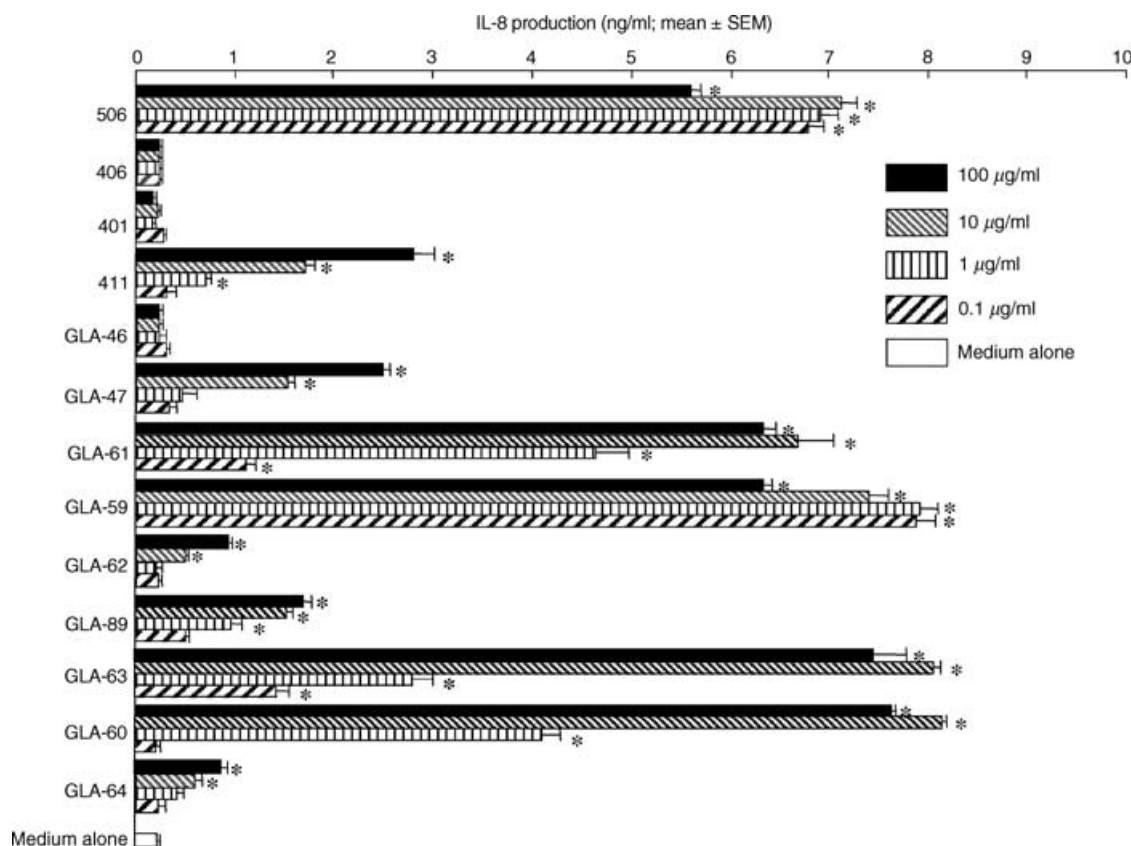 IL-8 production (ng/ml; mean ± SEM)
0 1 2 3 4 5 6 7 8 9 10
506 * * * *
406
401
411 * * *
GLA-46
GLA-47 * *
GLA-61 * * * *
GLA-59 * * * *
GLA-62 * *
GLA-89 * * *
GLA-63 * * * *
GLA-60 * * *
GLA-64 * *
Medium alone
100 μg/ml
10 μg/ml
1 μg/ml
0.1 μg/ml
Medium alone